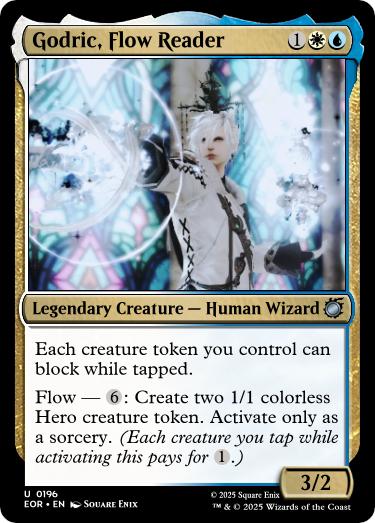 Godric, Flow Reader 1
Legendary Creature — Human Wizard
Each creature token you control can
block while tapped.
Flow — 6: Create two 1/1 colorless
Hero creature token. Activate only as
a sorcery. (Each creature you tap while
activating this pays for 1.)
3/2
U 0196
EOR • EN SQUARE ENIX
© 2025 Square Enix
™ & © 2025 Wizards of the Coast